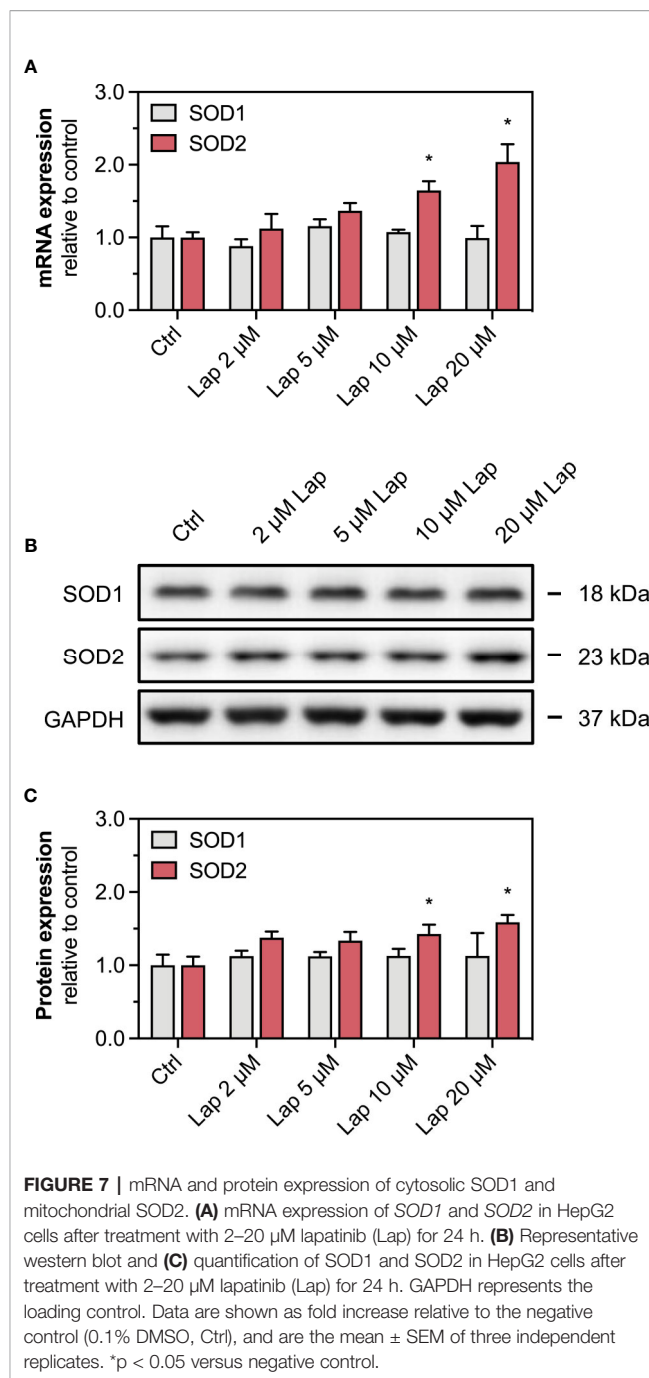 A
mRNA expression
relative to control
3.0
2.0
1.0
0.0
SOD1
SOD2
*
*
Ctrl
Lap 2 µM
Lap 5 µM
Lap 10 µM
Lap 20 µM
B
Ctrl
2 µM Lap
5 µM Lap
10 µM Lap
20 µM Lap
SOD1 – 18 kDa
SOD2 – 23 kDa
GAPDH – 37 kDa
C
Protein expression
relative to control
3.0
2.0
1.0
0.0
SOD1
SOD2
*
*
Ctrl
Lap 2 µM
Lap 5 µM
Lap 10 µM
Lap 20 µM
FIGURE 7 | mRNA and protein expression of cytosolic SOD1 and
mitochondrial SOD2. (A) mRNA expression of SOD1 and SOD2 in HepG2
cells after treatment with 2–20 µM lapatinib (Lap) for 24 h. (B) Representative
western blot and (C) quantification of SOD1 and SOD2 in HepG2 cells after
treatment with 2–20 µM lapatinib (Lap) for 24 h. GAPDH represents the
loading control. Data are shown as fold increase relative to the negative
control (0.1% DMSO, Ctrl), and are the mean ± SEM of three independent
replicates. *p < 0.05 versus negative control.